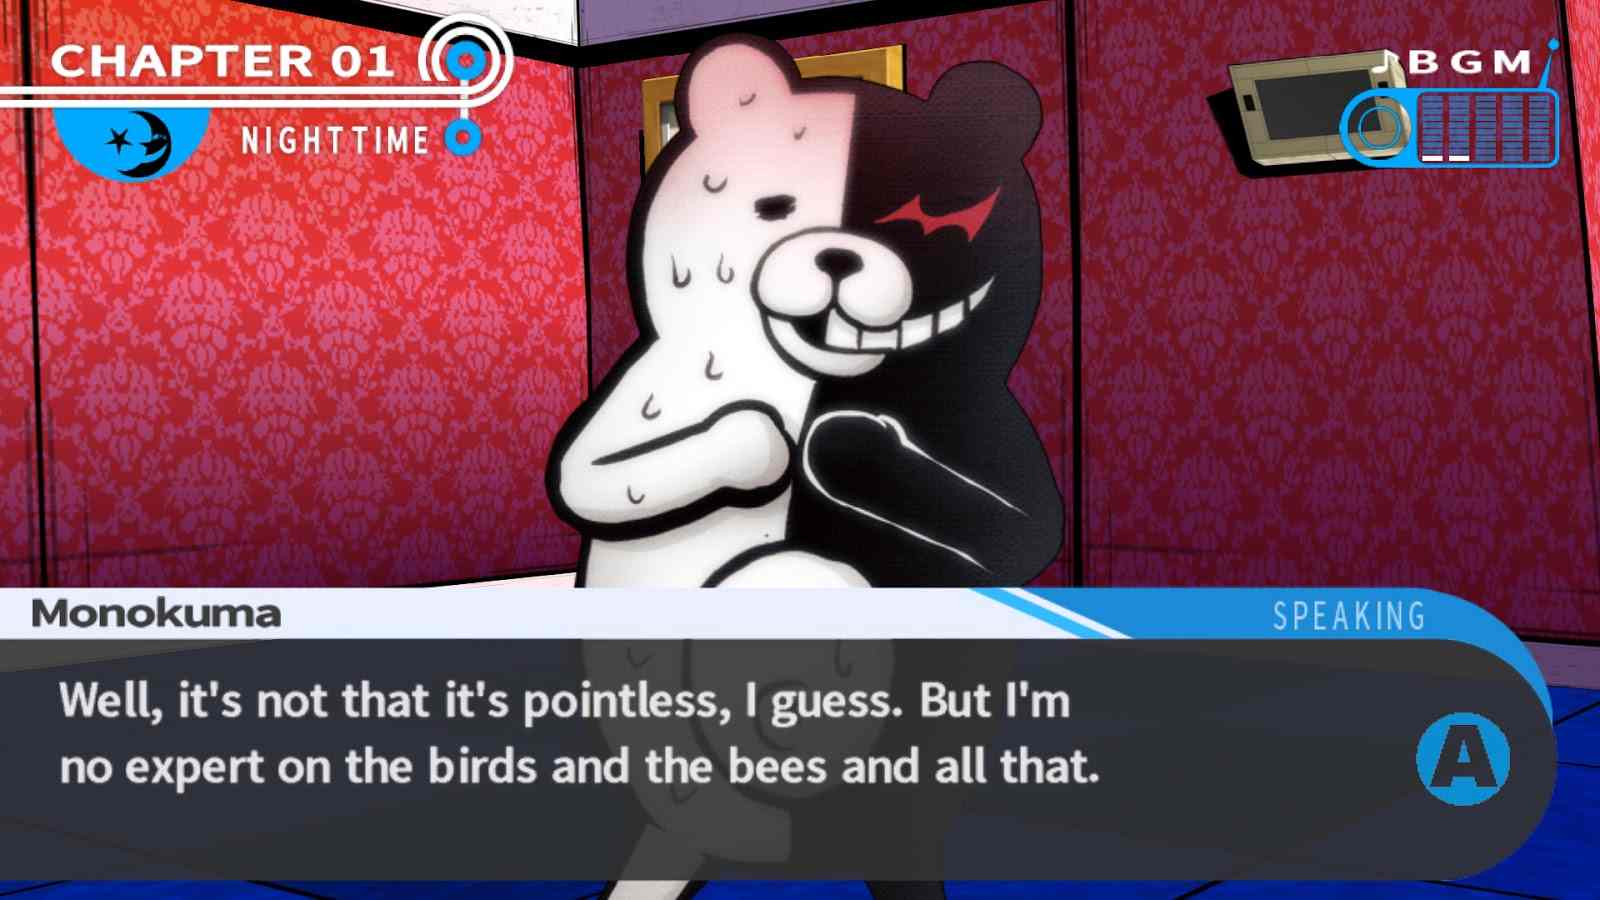 CHAPTER 01
NIGHTTIME
♪BGM
Monokuma
SPEAKING
Well, it's not that it's pointless, I guess. But I'm
no expert on the birds and the bees and all that.
A